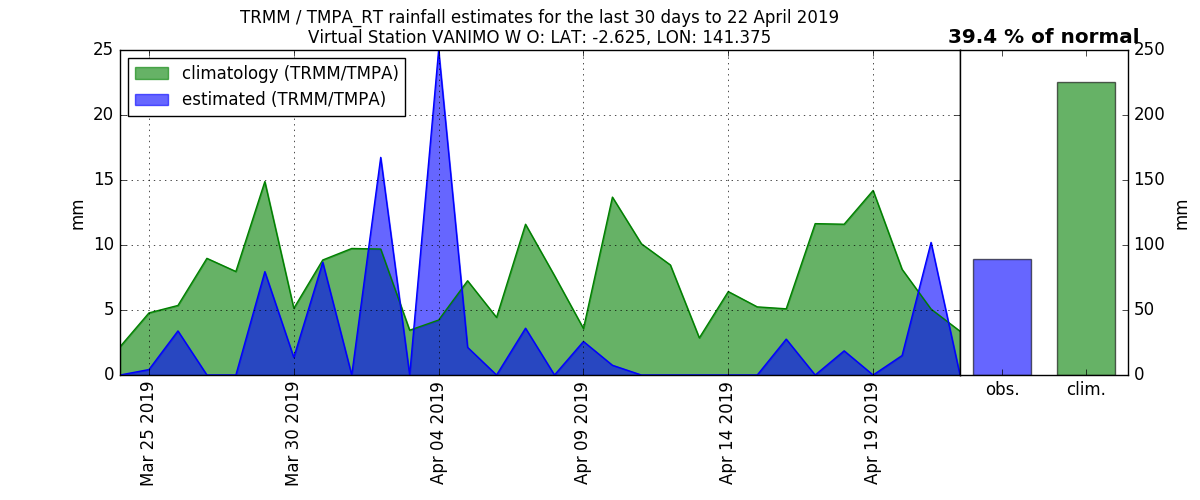 TRMM / TMPA_RT rainfall estimates for the last 30 days to 22 April 2019
Virtual Station VANIMO W O: LAT: -2.625, LON: 141.375
39.4 % of normal
climatology (TRMM/TMPA)
estimated (TRMM/TMPA)
25
20
15
10
5
0
mm
250
200
150
100
50
0
mm
obs.
clim.
Mar 25 2019
Mar 30 2019
Apr 04 2019
Apr 09 2019
Apr 14 2019
Apr 19 2019